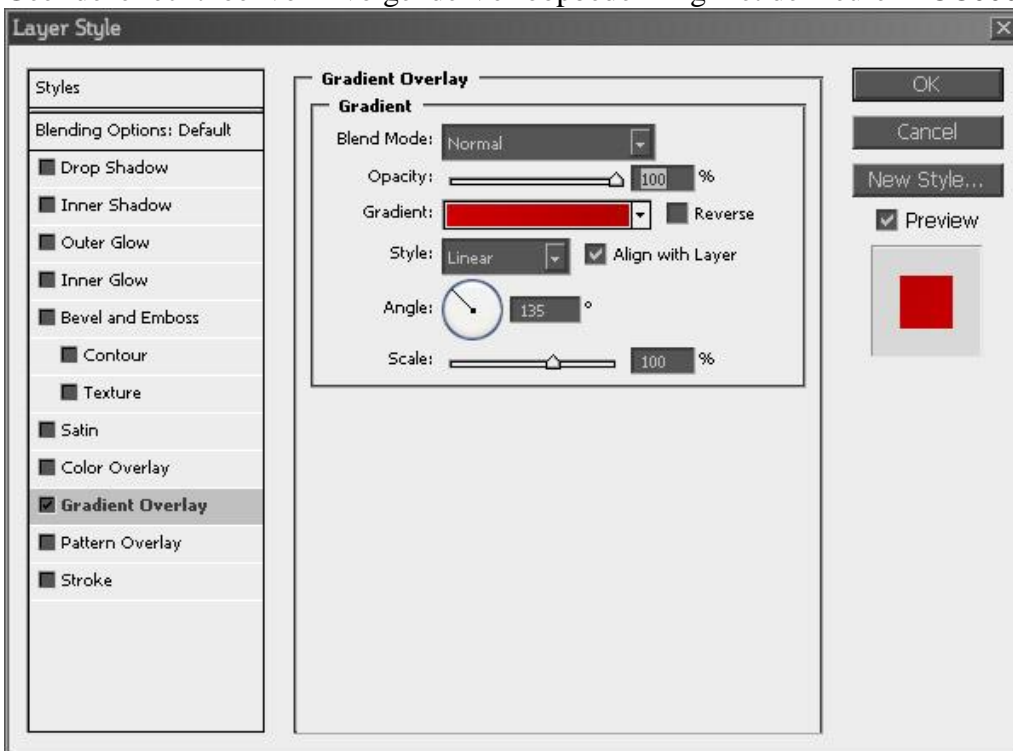 Layer Style
Styles
Blending Options: Default
Drop Shadow
Inner Shadow
Outer Glow
Inner Glow
Bevel and Emboss
Contour
Texture
Satin
Color Overlay
Gradient Overlay
Pattern Overlay
Stroke
Gradient Overlay
Gradient
Blend Mode: Normal
Opacity: 100 %
Gradient: Reverse
Style: Linear Align with Layer
Angle: 135 °
Scale: 100 %
OK
Cancel
New Style...
Preview